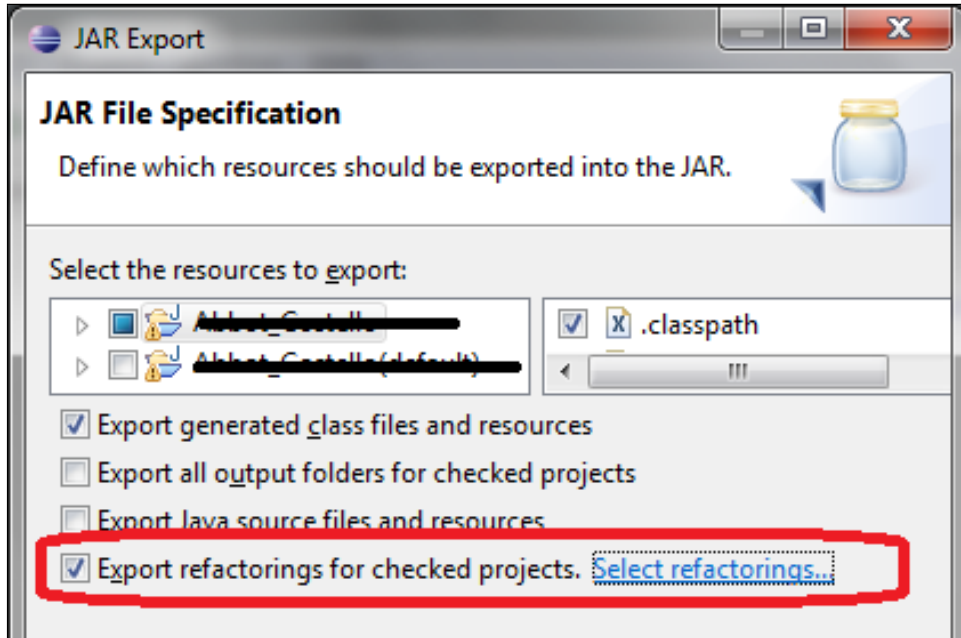 JAR Export
JAR File Specification
Define which resources should be exported into the JAR.
Select the resources to export:
.classpath
Export generated class files and resources
Export all output folders for checked projects
Export Java source files and resources
Export refactorings for checked projects. Select refactorings...